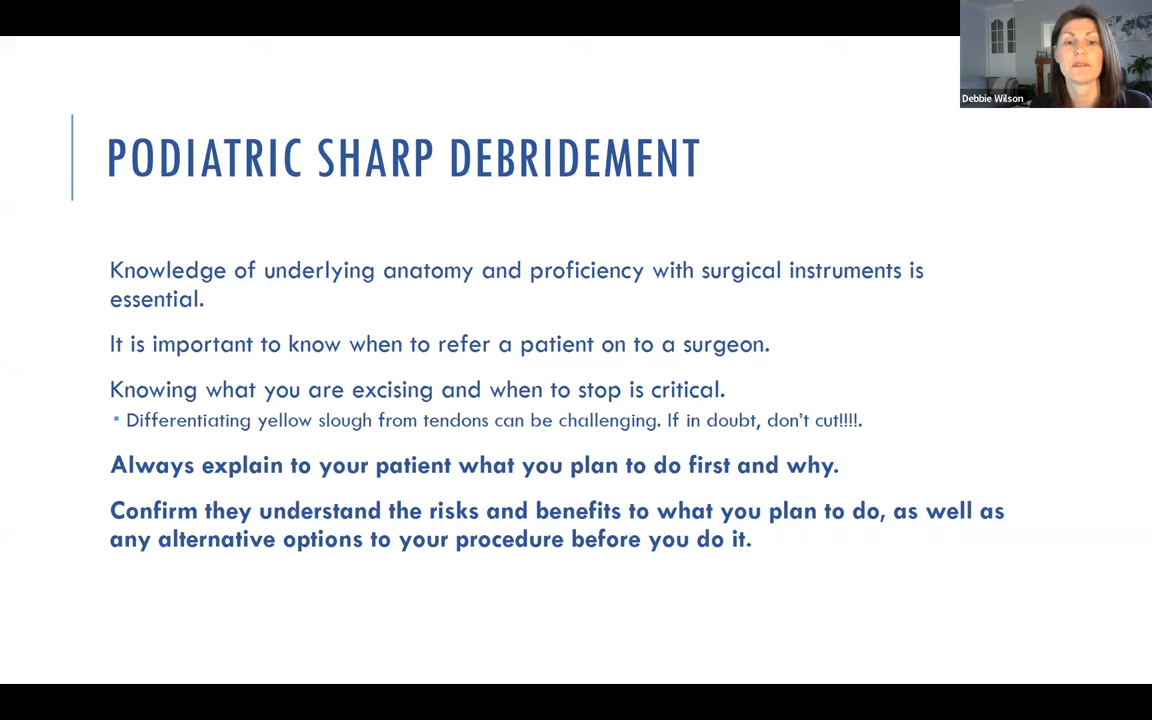 Debbie Wilson
PODIATRIC SHARP DEBRIDEMENT
Knowledge of underlying anatomy and proficiency with surgical instruments is
essential.
It is important to know when to refer a patient on to a surgeon.
Knowing what you are excising and when to stop is critical.
▪ Differentiating yellow slough from tendons can be challenging. If in doubt, don't cut!!!!.
Always explain to your patient what you plan to do first and why.
Confirm they understand the risks and benefits to what you plan to do, as well as
any alternative options to your procedure before you do it.